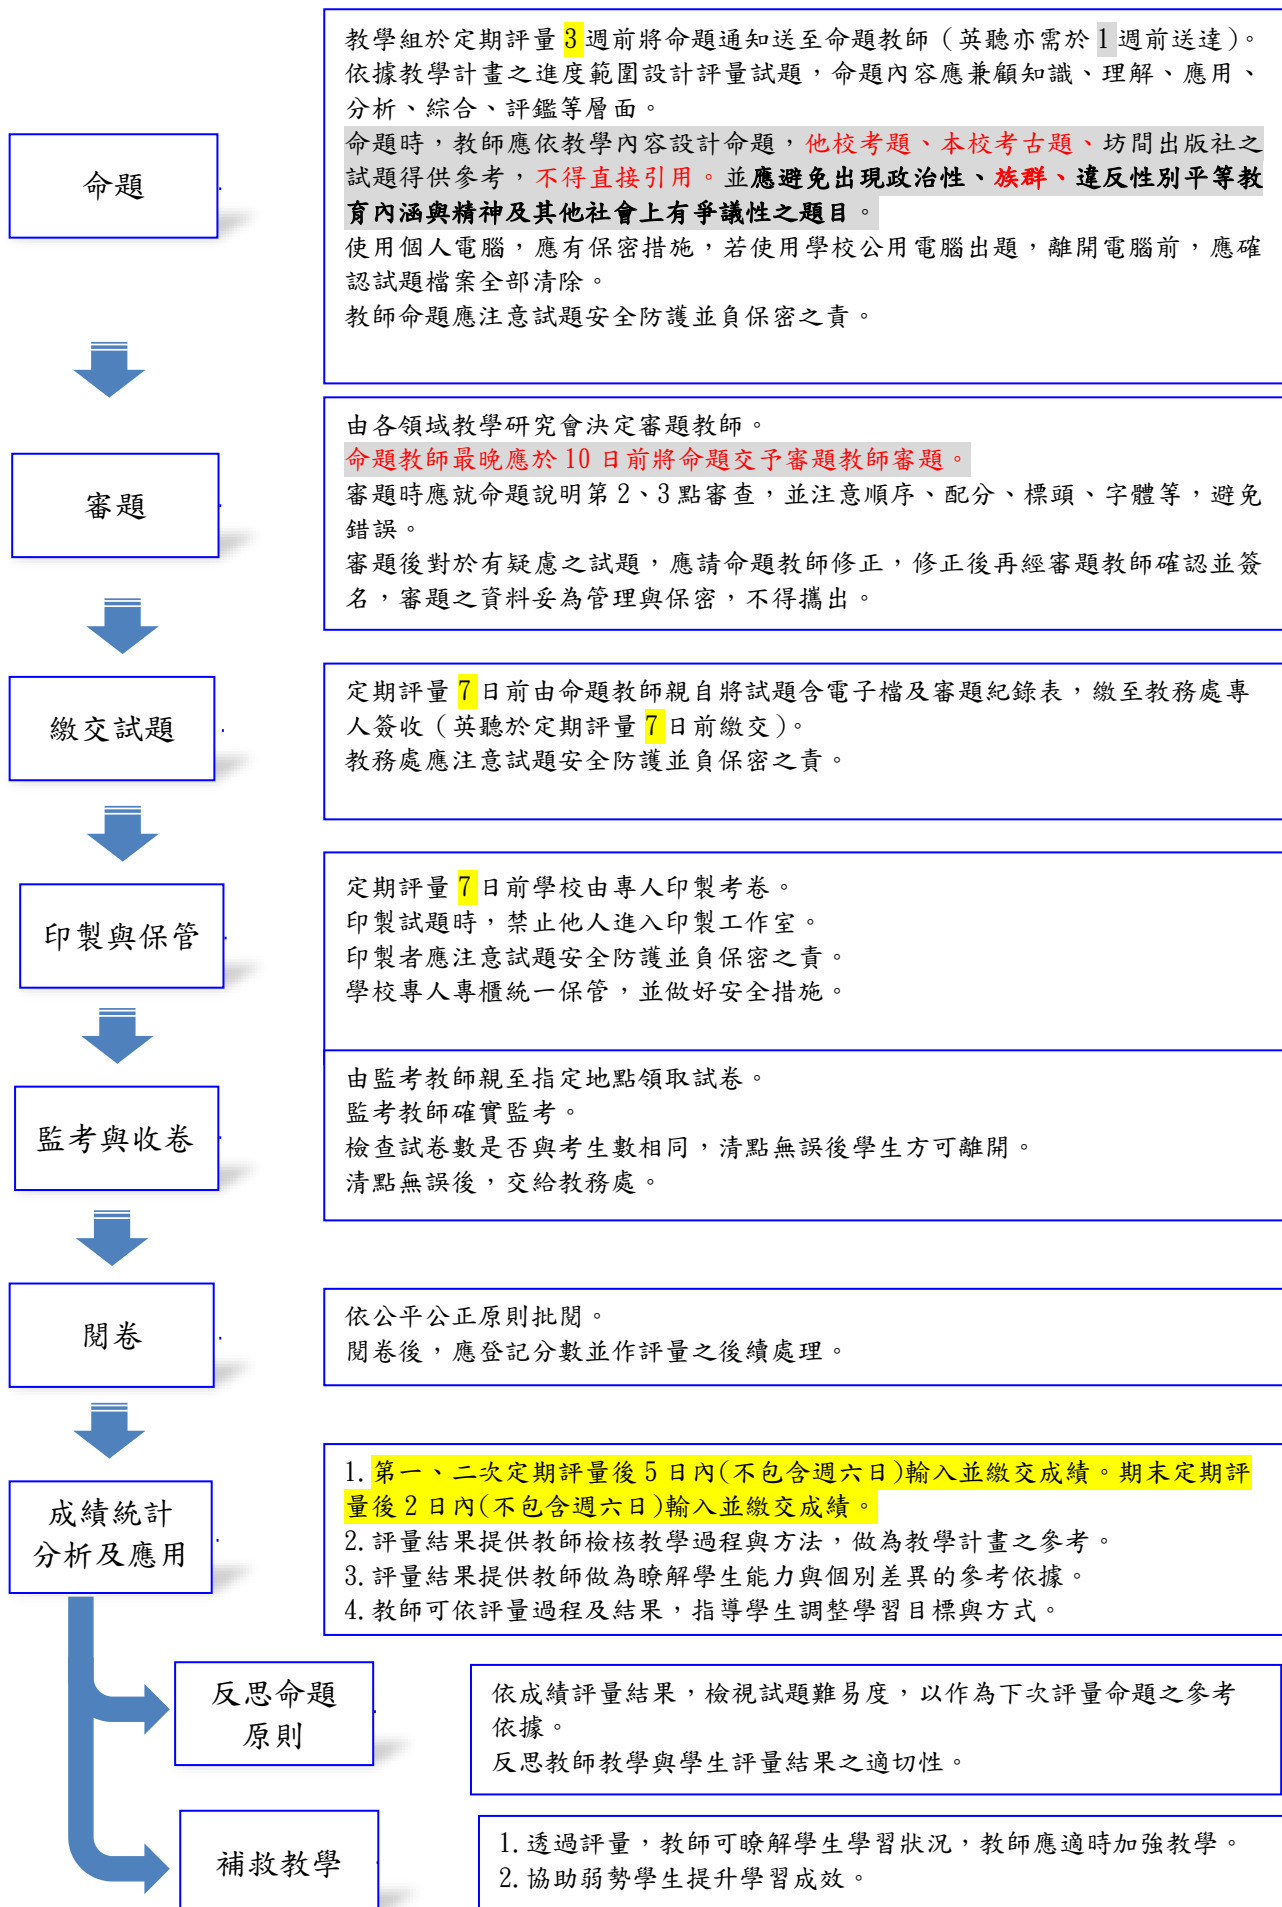 命題
教學組於定期評量 3 週前將命題通知送至命題教師（英聽亦需於 1 週前送達）。
依據教學計畫之進度範圍設計評量試題，命題內容應兼顧知識、理解、應用、
分析、綜合、評鑑等層面。
命題時，教師應依教學內容設計命題，他校考題、本校考古題、坊間出版社之
試題得供參考，不得直接引用。並應避免出現政治性、族群、違反性別平等教
育內涵與精神及其他社會上有爭議性之題目。
使用個人電腦，應有保密措施，若使用學校公用電腦出題，離開電腦前，應確
認試題檔案全部清除。
教師命題應注意試題安全防護並負保密之責。
審題
由各領域教學研究會決定審題教師。
命題教師最晚應於 10 日前將命題交予審題教師審題。
審題時應就命題說明第 2、3 點審查，並注意順序、配分、標頭、字體等，避免
錯誤。
審題後對於有疑慮之試題，應請命題教師修正，修正後再經審題教師確認並簽
名，審題之資料妥為管理與保密，不得攜出。
繳交試題
定期評量 7 日前由命題教師親自將試題含電子檔及審題紀錄表，繳至教務處專
人簽收（英聽於定期評量 7 日前繳交）。
教務處應注意試題安全防護並負保密之責。
印製與保管
定期評量 7 日前學校由專人印製考卷。
印製試題時，禁止他人進入印製工作室。
印製者應注意試題安全防護並負保密之責。
學校專人專櫃統一保管，並做好安全措施。
監考與收卷
由監考教師親至指定地點領取試卷。
監考教師確實監考。
檢查試卷數是否與考生數相同，清點無誤後學生方可離開。
清點無誤後，交給教務處。
閱卷
依公平公正原則批閱。
閱卷後，應登記分數並作評量之後續處理。
成績統計
分析及應用
1.第一、二次定期評量後 5 日內(不包含週六日)輸入並繳交成績。期末定期評
量後 2 日內(不包含週六日)輸入並繳交成績。
2.評量結果提供教師檢核教學過程與方法，做為教學計畫之參考。
3.評量結果提供教師做為瞭解學生能力與個別差異的參考依據。
4.教師可依評量過程及結果，指導學生調整學習目標與方式。
反思命題
原則
依成績評量結果，檢視試題難易度，以作為下次評量命題之參考
依據。
反思教師教學與學生評量結果之適切性。
補救教學
1.透過評量，教師可瞭解學生學習狀況，教師應適時加強教學。
2.協助弱勢學生提升學習成效。